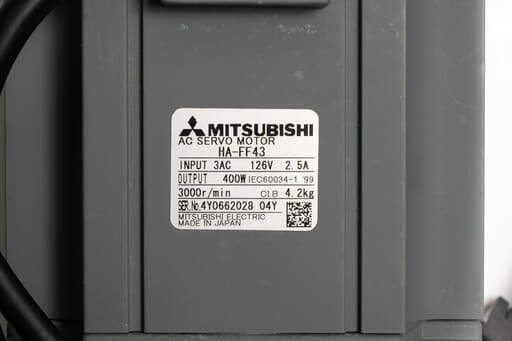 MITSUBISHI
AC SERVO MOTOR
HA-FF43
INPUT 3AC 126V 2.5A
OUTPUT 400W IEC60034-1 '99
3000r/min Cl.B 4.2kg
SER.No.4Y0662028 04Y
MITSUBISHI ELECTRIC
MADE IN JAPAN